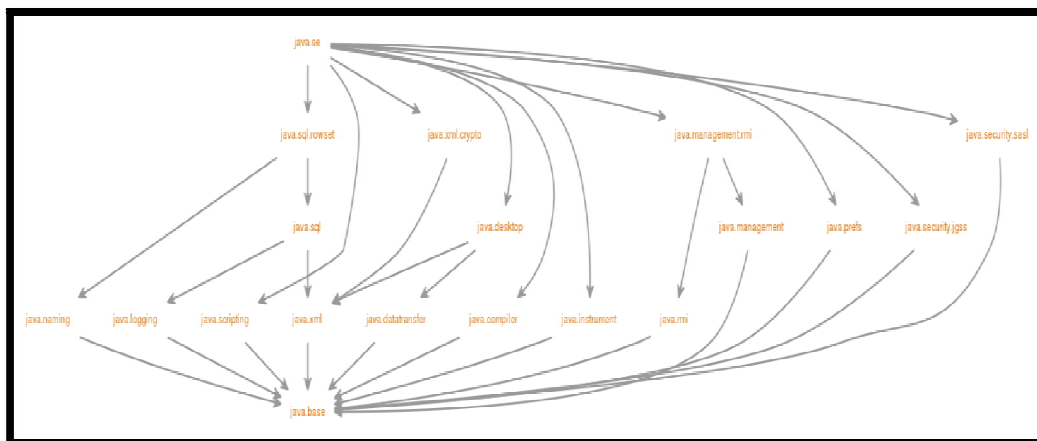 java.se
java.sql.rowset java.xml.crypto java.management.rmi java.security.sasl
java.sql java.desktop java.management java.prefs java.security.jgss
java.naming java.logging java.scripting java.xml java.datatransfer java.compiler java.instrument java.rmi
java.base